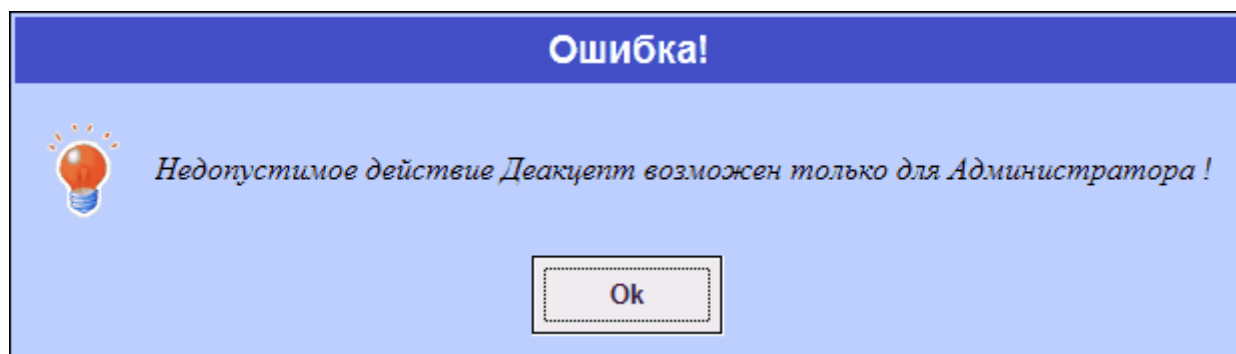 Ошибка!
Недопустимое действие Деакцепт возможен только для Администратора !
Ok